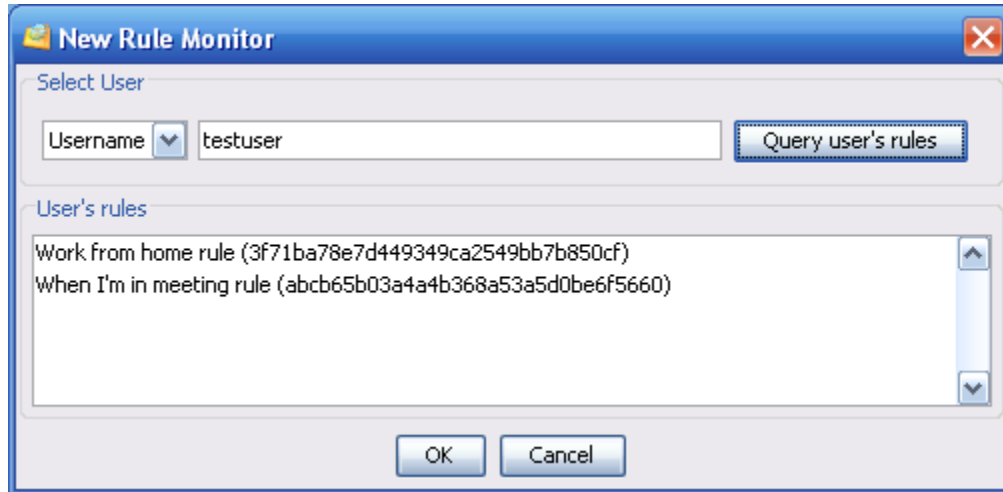 New Rule Monitor
Select User
Username testuser Query user's rules
User's rules
Work from home rule (3f71ba78e7d449349ca2549bb7b850cf)
When I'm in meeting rule (abcb65b03a4a4b368a53a5d0be6f5660)
OK Cancel